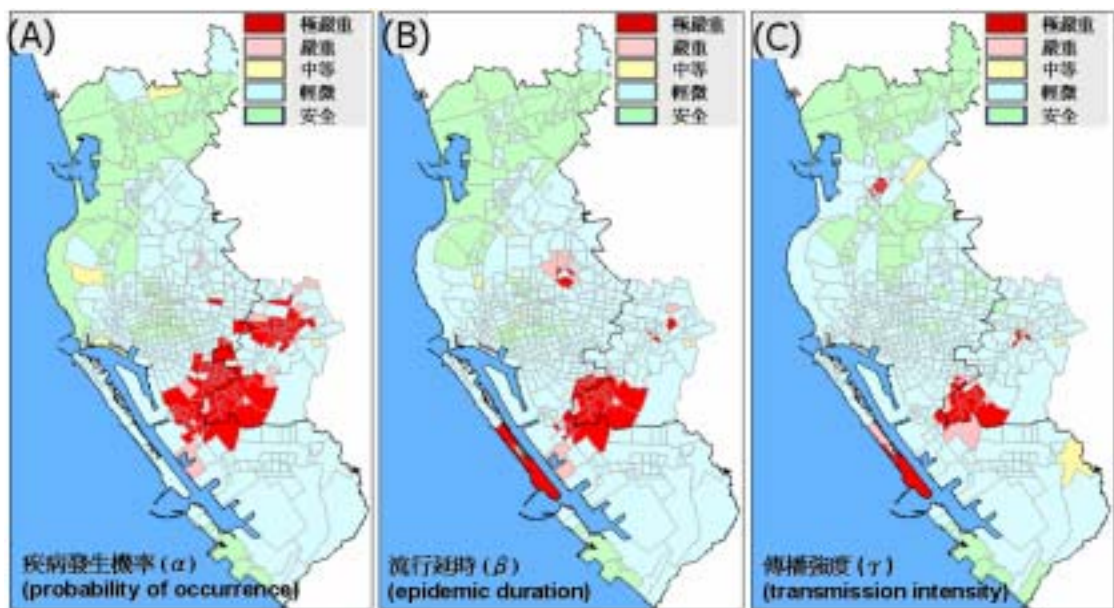 (A)
極嚴重
嚴重
中等
輕微
安全
疾病發生機率 (α)
(probability of occurrence)
(B)
極嚴重
嚴重
中等
輕微
安全
流行延時 (β)
(epidemic duration)
(C)
極嚴重
嚴重
中等
輕微
安全
傳播強度 (γ)
(transmission intensity)